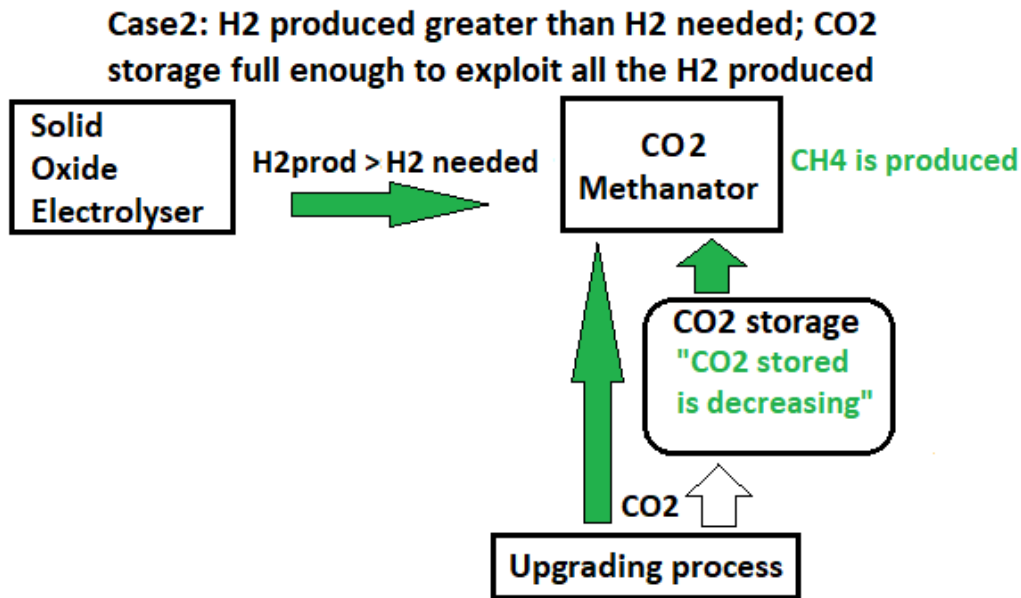 Case2: H2 produced greater than H2 needed; CO2
storage full enough to exploit all the H2 produced
Solid
Oxide
Electrolyser
H2prod > H2 needed
CO2
Methanator
CH4 is produced
CO2 storage
"CO2 stored
is decreasing"
CO2
Upgrading process